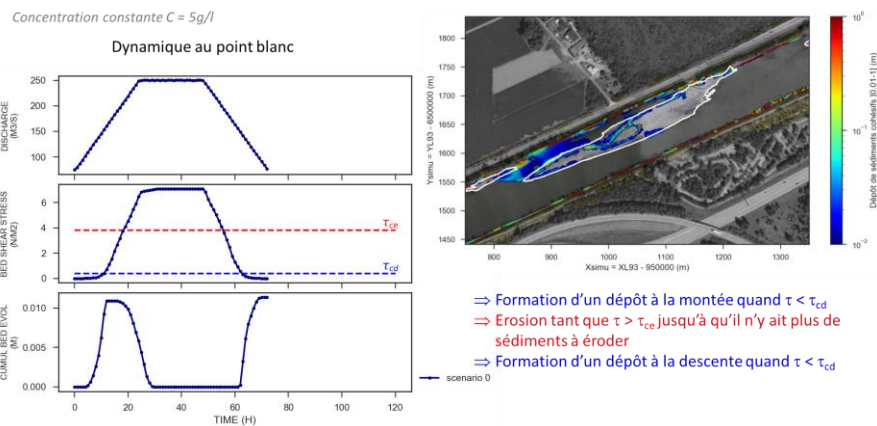 Concentration constante C = 5g/l
Dynamique au point blanc
DISCHARGE
(M3/S)
250
200
150
100
BED SHEAR STRESS
(N/M2)
6
4
2
0
τce
τcd
CUMUL BED EVOL
(M)
0.010
0.005
0.000
0
20
40
60
80
100
120
TIME (H)
scenario 0
Ysimu = YL93 - 6500000 (m)
1800
1750
1700
1650
1600
1550
1500
1450
800
900
1000
1100
1200
1300
Xsimu = XL93 - 950000 (m)
10^0
10^-1
10^-2
Dépôt de sédiments cohésifs [0.01-1] (m)
⇒ Formation d'un dépôt à la montée quand τ < τcd
⇒ Erosion tant que τ > τce jusqu'à qu'il n'y ait plus de
sédiments à éroder
⇒ Formation d'un dépôt à la descente quand τ < τcd